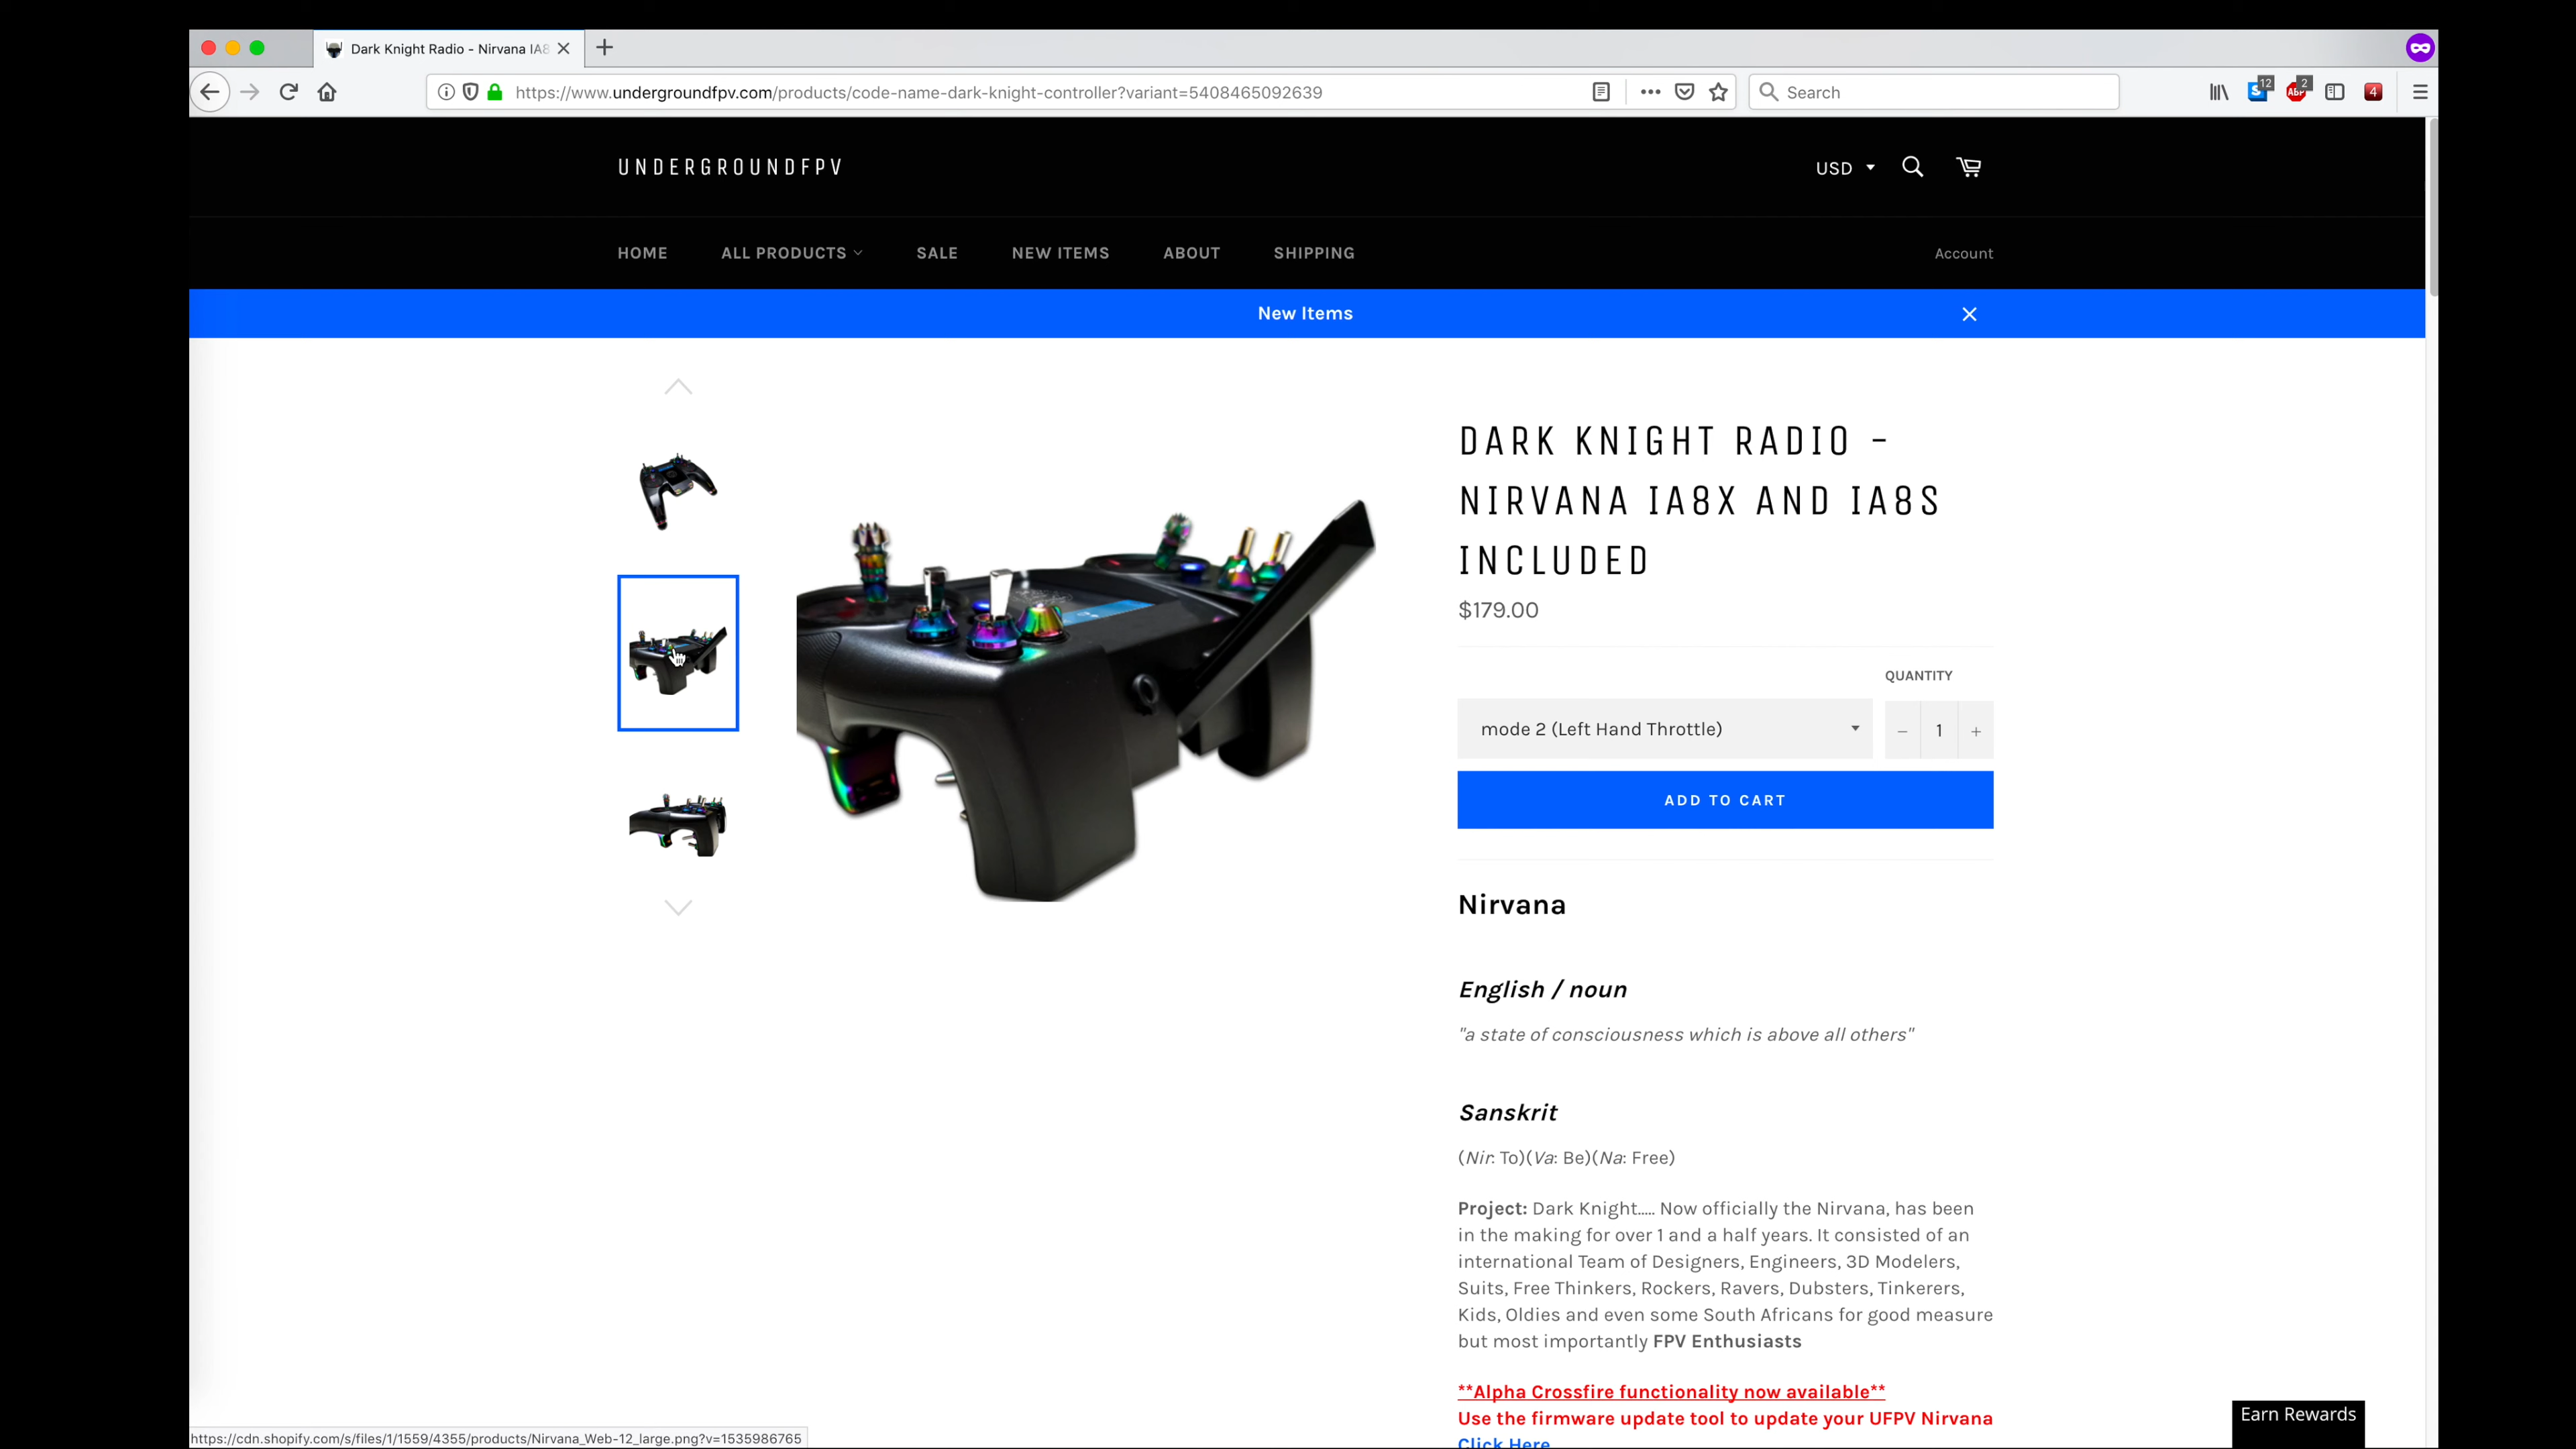 Dark Knight Radio - Nirvana IA8
https://www.undergroundfpv.com/products/code-name-dark-knight-controller?variant=5408465092639
Search
12
S
2
ABP
4
UNDERGROUNDFPV
USD
HOME
ALL PRODUCTS
SALE
NEW ITEMS
ABOUT
SHIPPING
Account
New Items
DARK KNIGHT RADIO -
NIRVANA IA8X AND IA8S
INCLUDED
$179.00
QUANTITY
mode 2 (Left Hand Throttle)
− 1 +
ADD TO CART
Nirvana
English / noun
"a state of consciousness which is above all others"
Sanskrit
(Nir: To)(Va: Be)(Na: Free)
Project: Dark Knight..... Now officially the Nirvana, has been
in the making for over 1 and a half years. It consisted of an
international Team of Designers, Engineers, 3D Modelers,
Suits, Free Thinkers, Rockers, Ravers, Dubsters, Tinkerers,
Kids, Oldies and even some South Africans for good measure
but most importantly FPV Enthusiasts
**Alpha Crossfire functionality now available**
Use the firmware update tool to update your UFPV Nirvana
Click Here
Earn Rewards
https://cdn.shopify.com/s/files/1/1559/4355/products/Nirvana_Web-12_large.png?v=1535986765